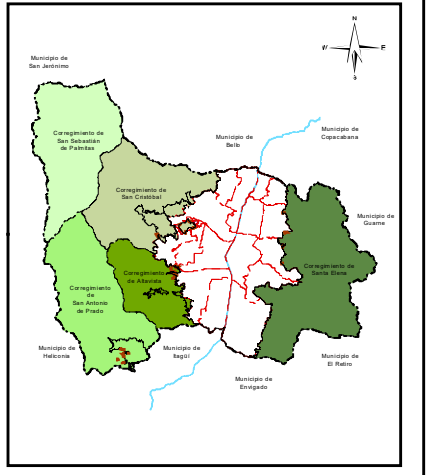 N
W
E
S
Municipio de
San Jerónimo
Municipio de
Copacabana
Corregimiento de
San Sebastián
de Palmitas
Municipio de
Bello
Corregimiento de
San Cristóbal
Municipio de
Guarne
Corregimiento
de Altavista
Corregimiento de
Santa Elena
Corregimiento
de
San Antonio
de Prado
Municipio de
Heliconia
Municipio de
Itagüí
Municipio de
El Retiro
Municipio de
Envigado